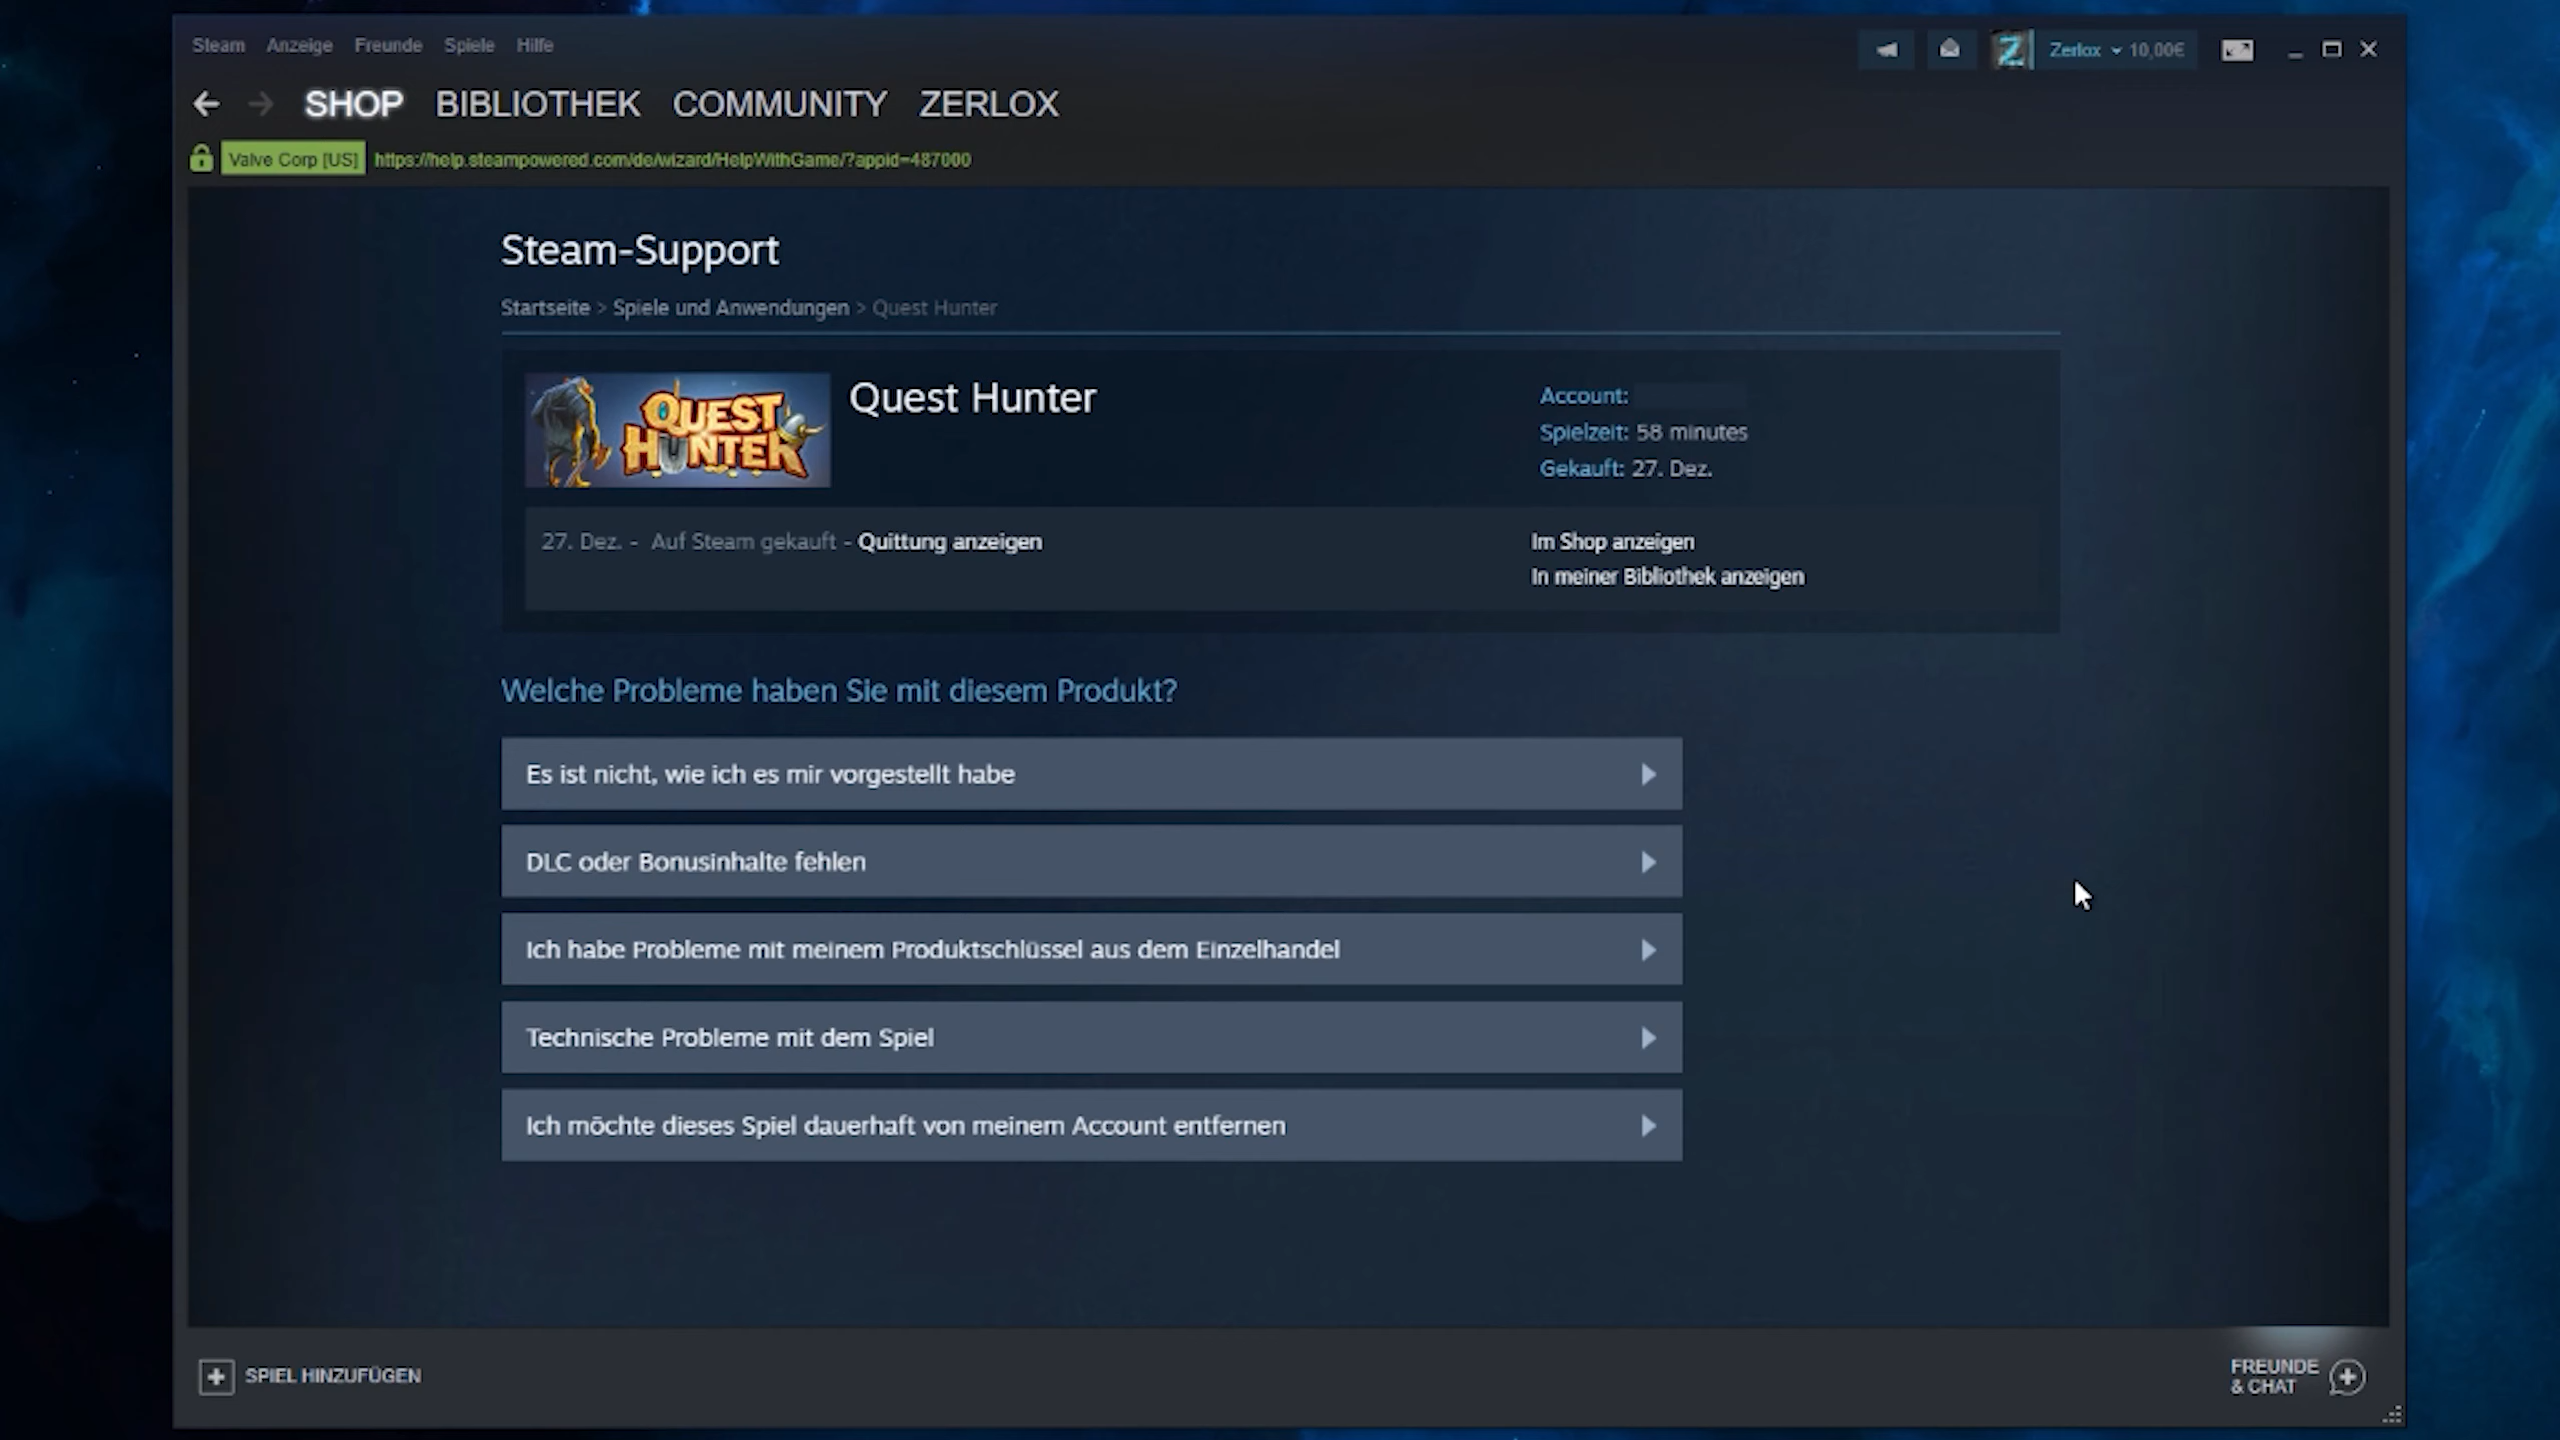 Steam Anzeige Freunde Spiele Hilfe
Zerlox 10,00€
SHOP BIBLIOTHEK COMMUNITY ZERLOX
Valve Corp [US] https://help.steampowered.com/de/wizard/HelpWithGame/?appid=487000
Steam-Support
Startseite > Spiele und Anwendungen > Quest Hunter
QUEST
HUNTER
Quest Hunter
Account:
Spielzeit: 58 minutes
Gekauft: 27. Dez.
27. Dez. - Auf Steam gekauft - Quittung anzeigen
Im Shop anzeigen
In meiner Bibliothek anzeigen
Welche Probleme haben Sie mit diesem Produkt?
Es ist nicht, wie ich es mir vorgestellt habe
DLC oder Bonusinhalte fehlen
Ich habe Probleme mit meinem Produktschlüssel aus dem Einzelhandel
Technische Probleme mit dem Spiel
Ich möchte dieses Spiel dauerhaft von meinem Account entfernen
SPIEL HINZUFÜGEN
FREUNDE
& CHAT